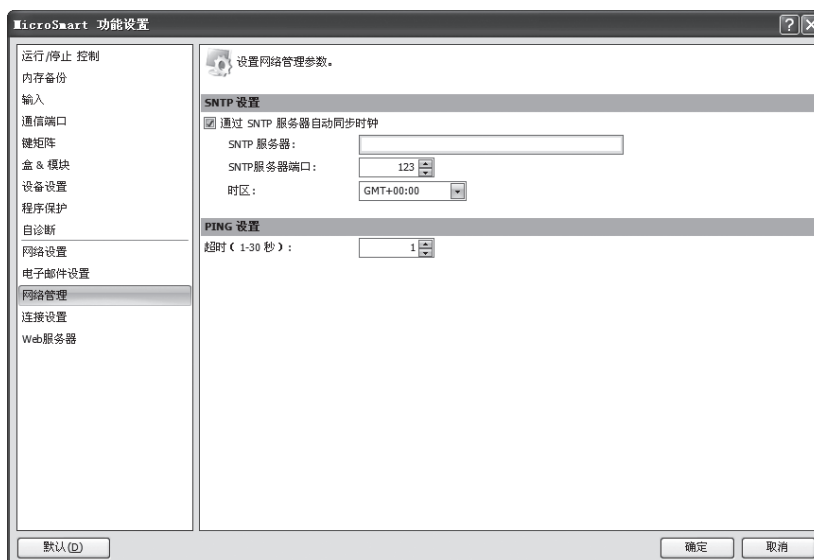 MicroSmart 功能设置
运行/停止 控制
内存备份
输入
通信端口
键矩阵
盒 & 模块
设备设置
程序保护
自诊断
网络设置
电子邮件设置
网络管理
连接设置
Web服务器
设置网络管理参数。
SNTP 设置
通过 SNTP 服务器自动同步时钟
SNTP 服务器:
SNTP服务器端口: 123
时区: GMT+00:00
PING 设置
超时 ( 1-30 秒 ) : 1
默认(D)
确定
取消